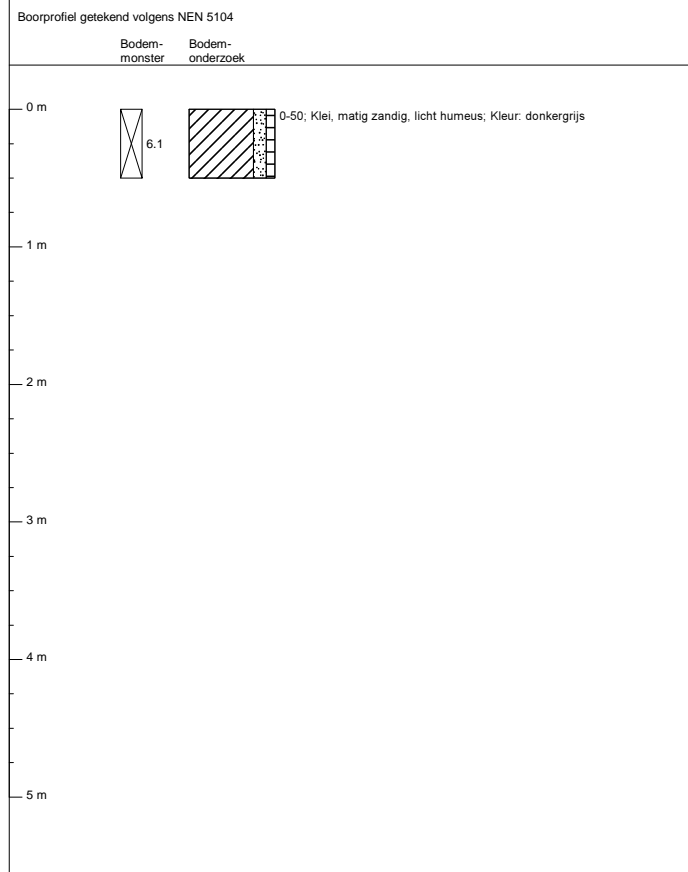 Boorprofiel getekend volgens NEN 5104
Bodem-
monster
Bodem-
onderzoek
0 m
6.1
0-50; Klei, matig zandig, licht humeus; Kleur: donkergrijs
1 m
2 m
3 m
4 m
5 m